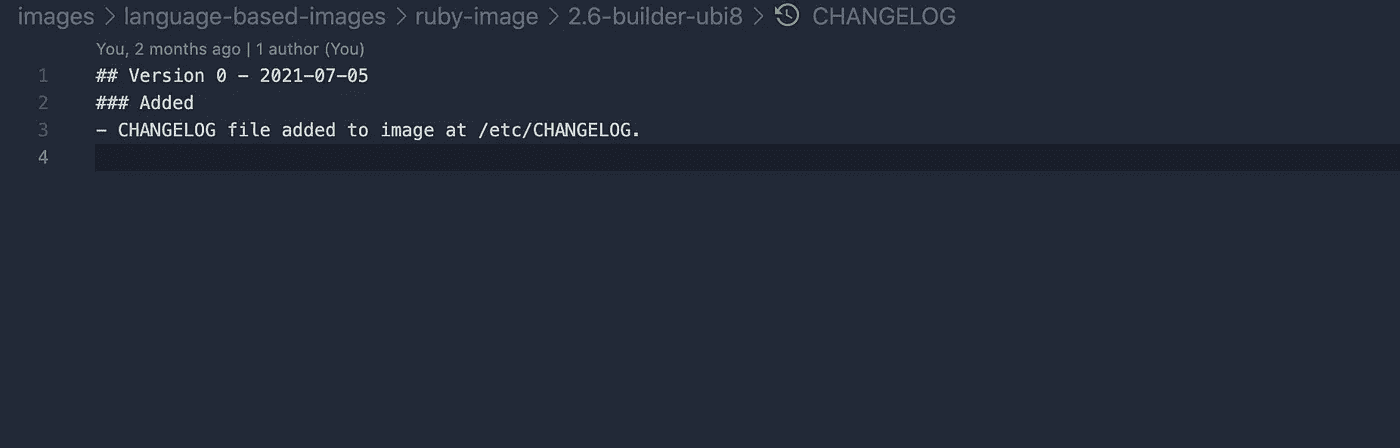 images > language-based-images > ruby-image > 2.6-builder-ubi8 > CHANGELOG
You, 2 months ago | 1 author (You)
1 ## Version 0 - 2021-07-05
2 ### Added
3 - CHANGELOG file added to image at /etc/CHANGELOG.
4